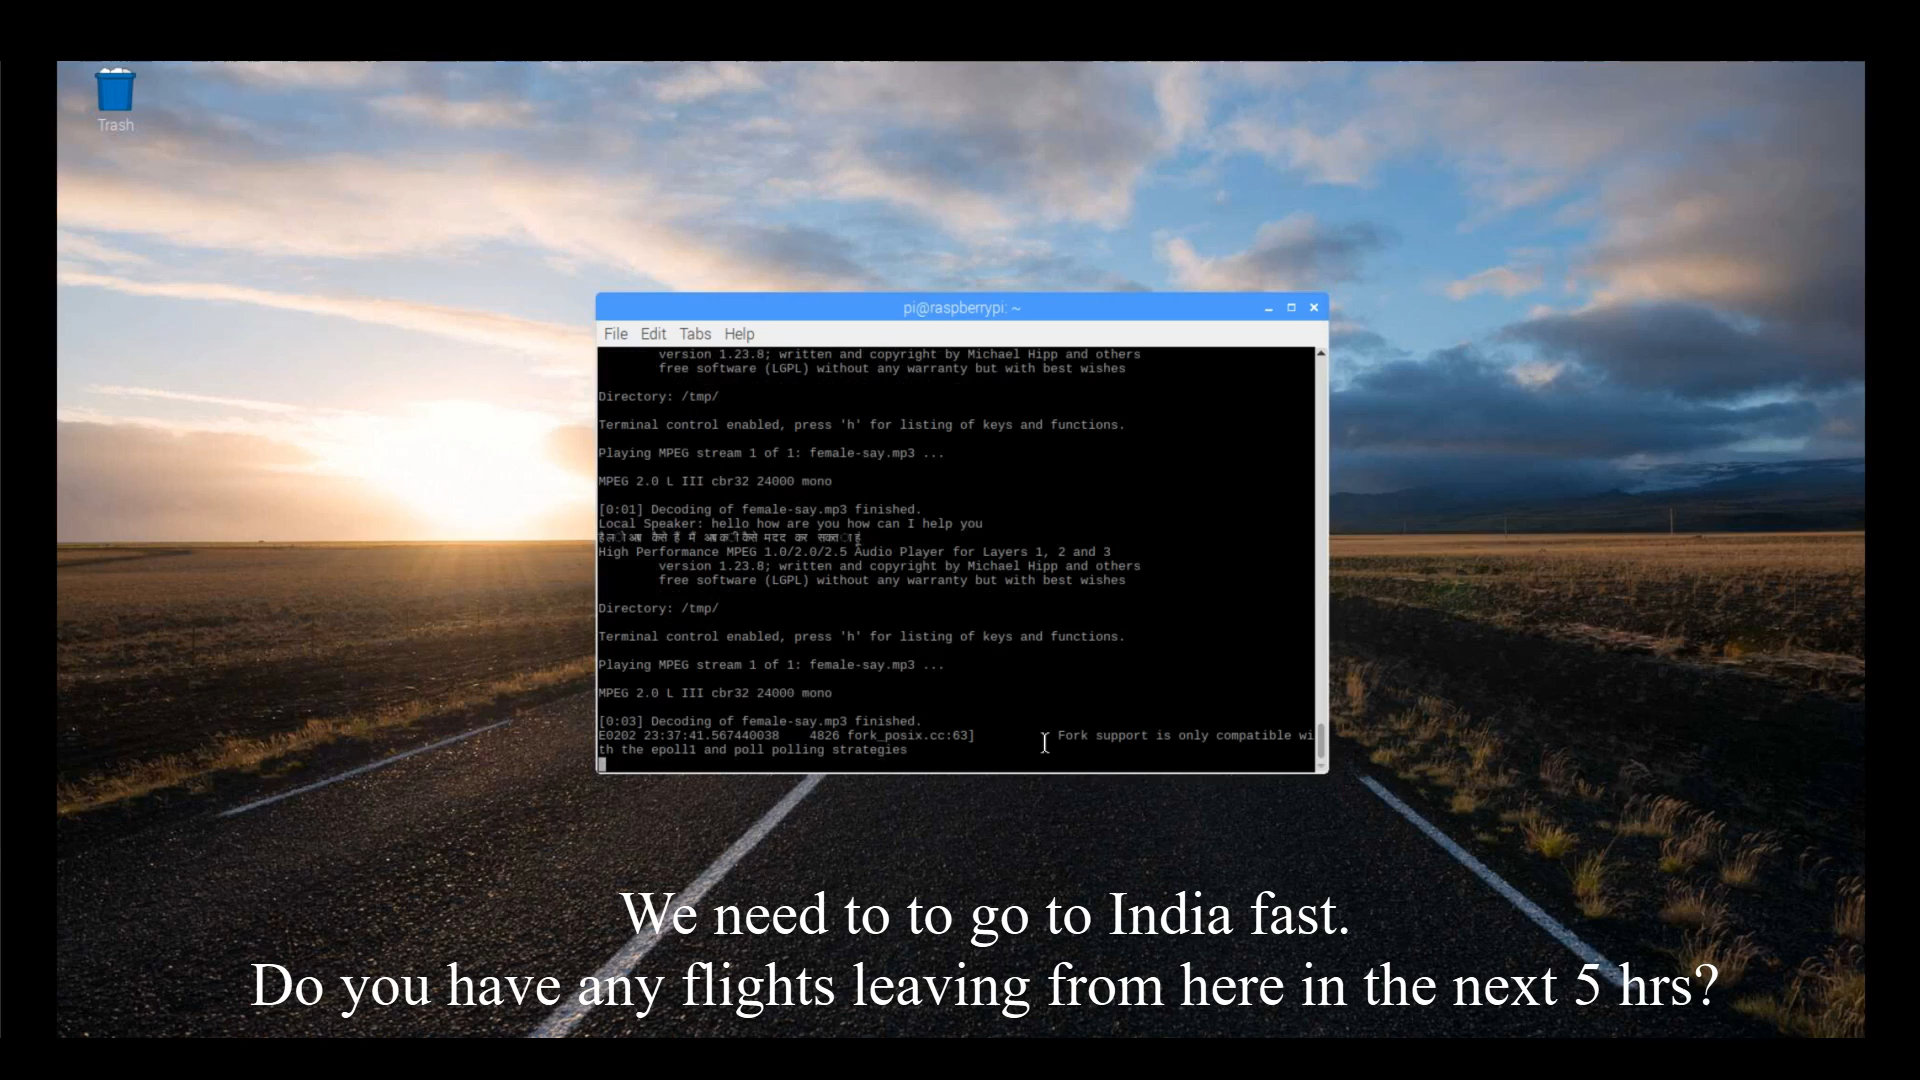 Trash
pi@raspberrypi: ~
File Edit Tabs Help
version 1.23.8; written and copyright by Michael Hipp and others
free software (LGPL) without any warranty but with best wishes
Directory: /tmp/
Terminal control enabled, press 'h' for listing of keys and functions.
Playing MPEG stream 1 of 1: female-say.mp3 ...
MPEG 2.0 L III cbr32 24000 mono
[0:01] Decoding of female-say.mp3 finished.
Local Speaker: hello how are you how can I help you
हैलो आप कैसे हैं मैं आपकी कैसे मदद कर सकता हूं
High Performance MPEG 1.0/2.0/2.5 Audio Player for Layers 1, 2 and 3
version 1.23.8; written and copyright by Michael Hipp and others
free software (LGPL) without any warranty but with best wishes
Directory: /tmp/
Terminal control enabled, press 'h' for listing of keys and functions.
Playing MPEG stream 1 of 1: female-say.mp3 ...
MPEG 2.0 L III cbr32 24000 mono
[0:03] Decoding of female-say.mp3 finished.
E0202 23:37:41.567440038 4826 fork_posix.cc:63] Fork support is only compatible wi
th the epoll1 and poll polling strategies
We need to to go to India fast.
Do you have any flights leaving from here in the next 5 hrs?